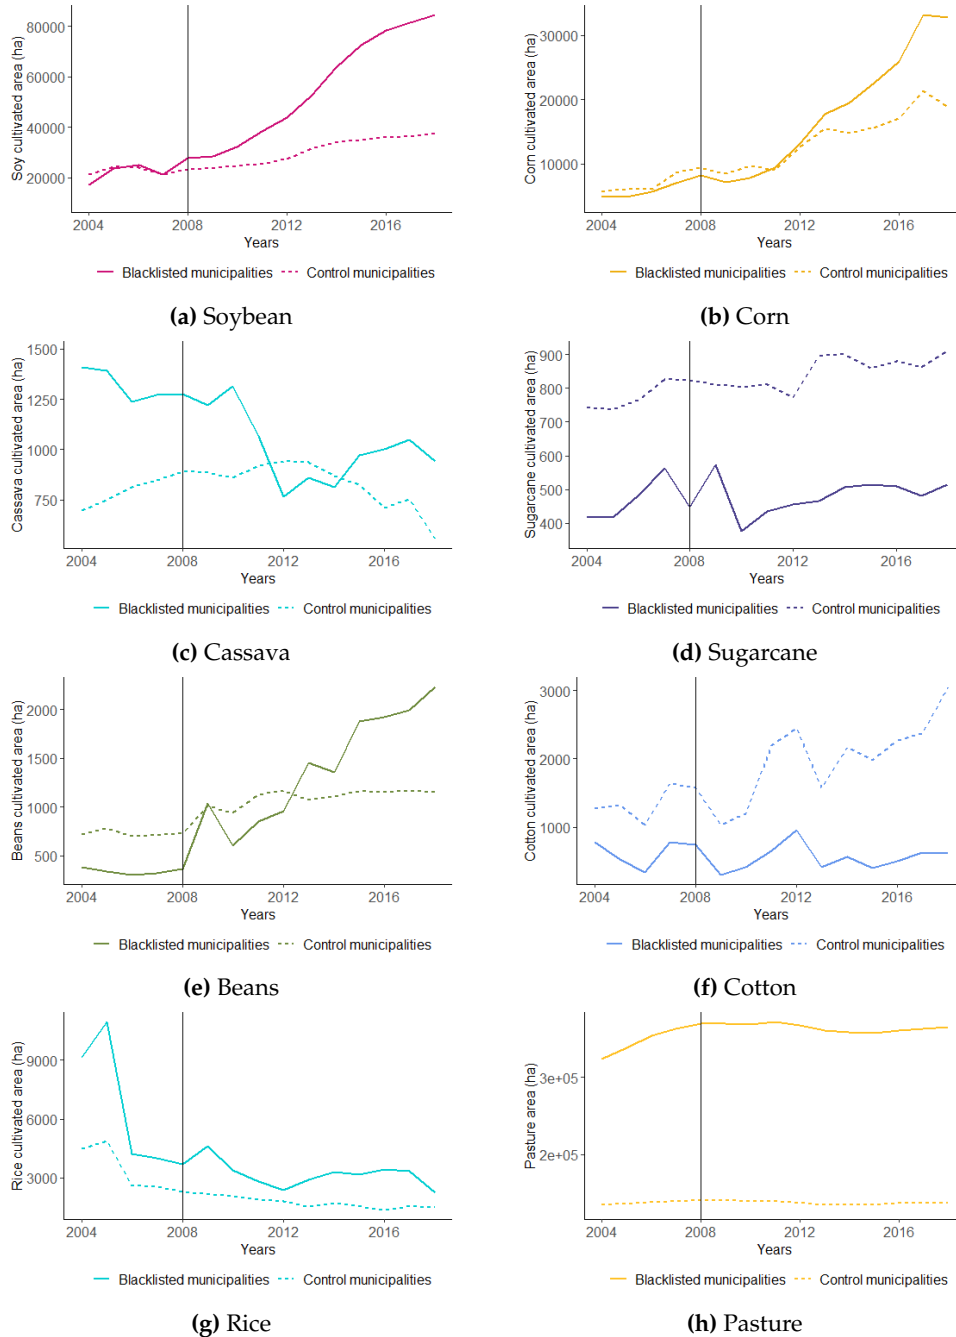 Soy cultivated area (ha)
80000
60000
40000
20000
2004 2008 2012 2016
Years
Blacklisted municipalities Control municipalities
(a) Soybean
Corn cultivated area (ha)
30000
20000
10000
2004 2008 2012 2016
Years
Blacklisted municipalities Control municipalities
(b) Corn
Cassava cultivated area (ha)
1500
1250
1000
750
2004 2008 2012 2016
Years
Blacklisted municipalities Control municipalities
(c) Cassava
Sugarcane cultivated area (ha)
900
800
700
600
500
400
2004 2008 2012 2016
Years
Blacklisted municipalities Control municipalities
(d) Sugarcane
Beans cultivated area (ha)
2000
1500
1000
500
2004 2008 2012 2016
Years
Blacklisted municipalities Control municipalities
(e) Beans
Cotton cultivated area (ha)
3000
2000
1000
2004 2008 2012 2016
Years
Blacklisted municipalities Control municipalities
(f) Cotton
Rice cultivated area (ha)
9000
6000
3000
2004 2008 2012 2016
Years
Blacklisted municipalities Control municipalities
(g) Rice
Pasture area (ha)
3e+05
2e+05
2004 2008 2012 2016
Years
Blacklisted municipalities Control municipalities
(h) Pasture